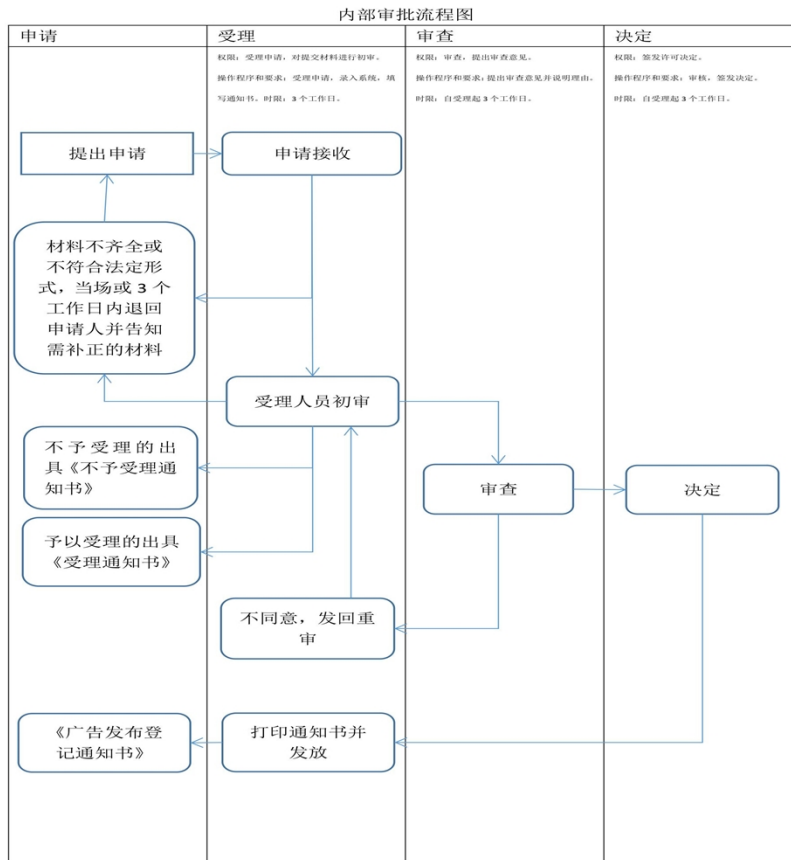 内部审批流程图
申请
受理
审查
决定
权限：受理申请，对提交材料进行初审。
操作程序和要求：受理申请，录入系统，填
写通知书。时限：3 个工作日。
权限：审查，提出审查意见。
操作程序和要求：提出审查意见并说明理由。
时限：自受理起 3 个工作日。
权限：签发许可决定。
操作程序和要求：审核，签发决定。
时限：自受理起 3 个工作日。
提出申请
申请接收
材料不齐全或
不符合法定形
式，当场或 3 个
工作日内退回
申请人并告知
需补正的材料
受理人员初审
不予受理的出
具《不予受理通
知书》
审查
决定
予以受理的出具
《受理通知书》
不同意，发回重
审
《广告发布登
记通知书》
打印通知书并
发放